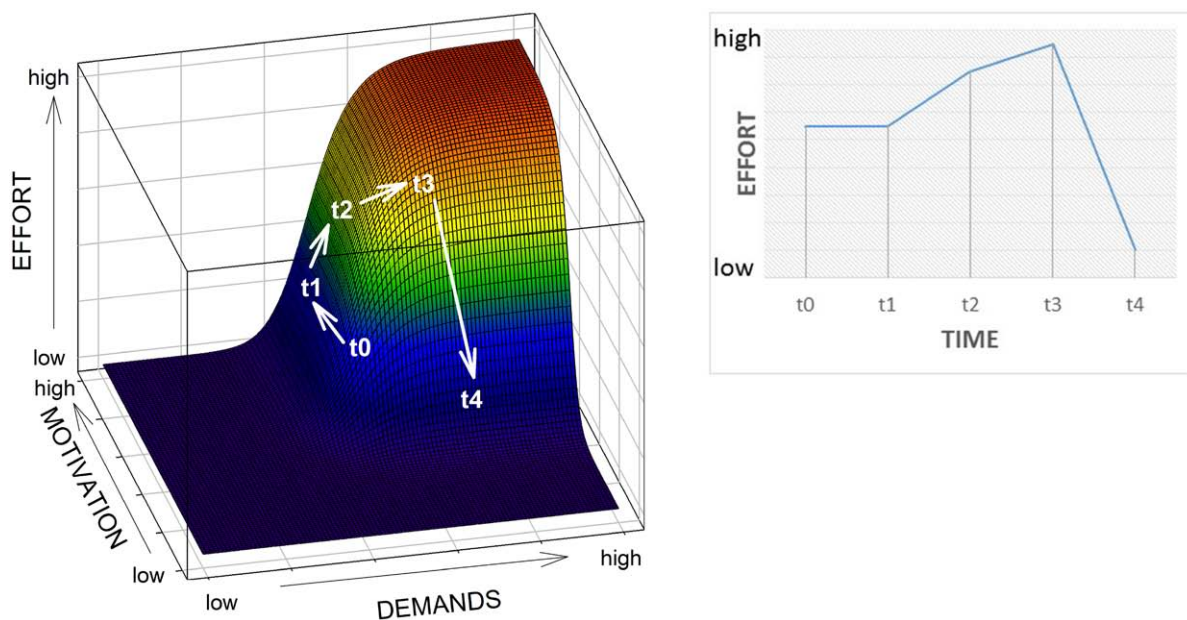 high
EFFORT
low
high
MOTIVATION
low
low
DEMANDS
high
t0
t1
t2
t3
t4
high
EFFORT
low
t0 t1 t2 t3 t4
TIME